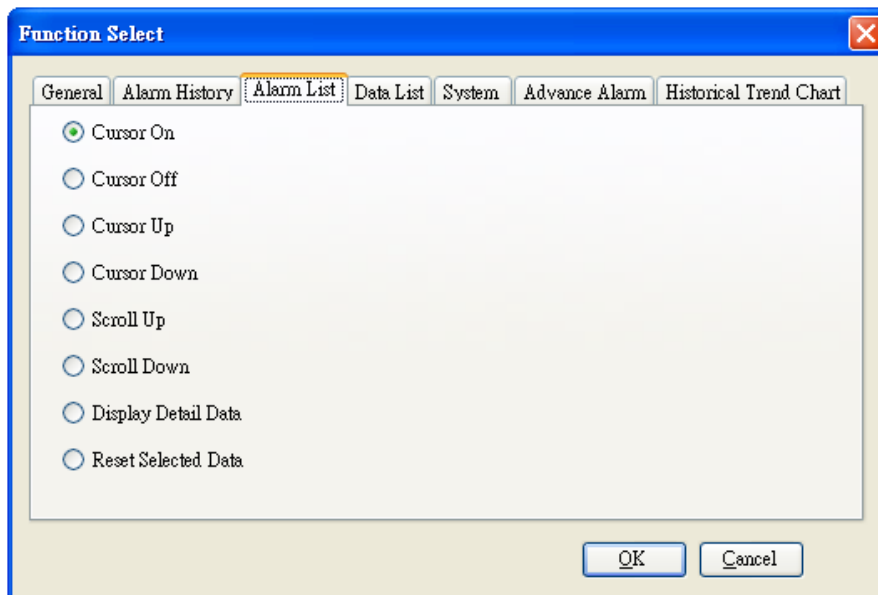 Function Select
General Alarm History Alarm List Data List System Advance Alarm Historical Trend Chart
Cursor On
Cursor Off
Cursor Up
Cursor Down
Scroll Up
Scroll Down
Display Detail Data
Reset Selected Data
OK Cancel